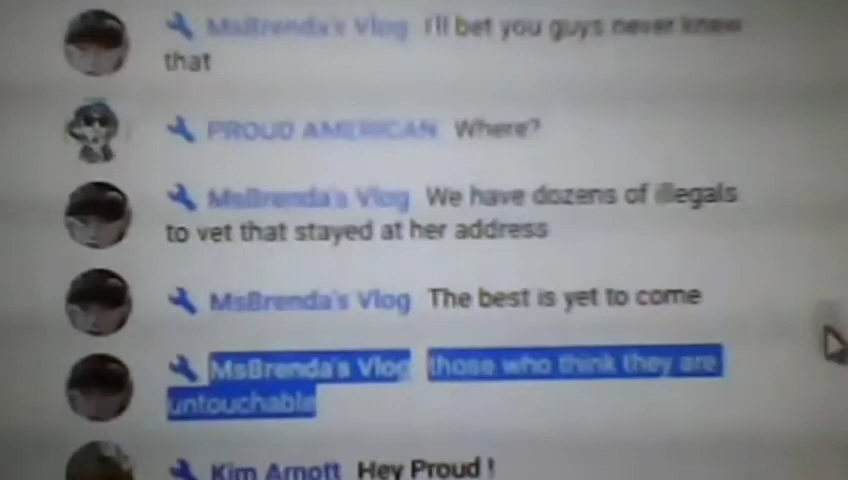 MsBrenda's Vlog I'll bet you guys never knew
that
PROUD AMERICAN Where?
MsBrenda's Vlog We have dozens of illegals
to vet that stayed at her address
MsBrenda's Vlog The best is yet to come
MsBrenda's Vlog those who think they are
untouchable
Kim Arnott Hey Proud !